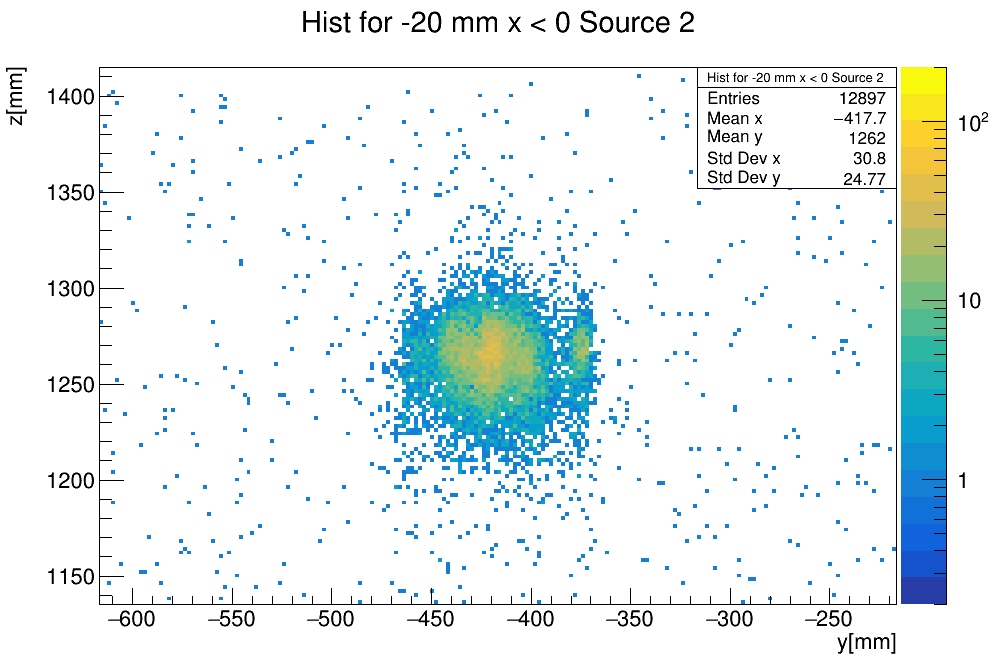 Hist for -20 mm x < 0 Source 2
z[mm]
Hist for -20 mm x < 0 Source 2
Entries 12897
Mean x −417.7
Mean y 1262
Std Dev x 30.8
Std Dev y 24.77
1400
1350
1300
1250
1200
1150
−600 −550 −500 −450 −400 −350 −300 −250
y[mm]
10²
10
1